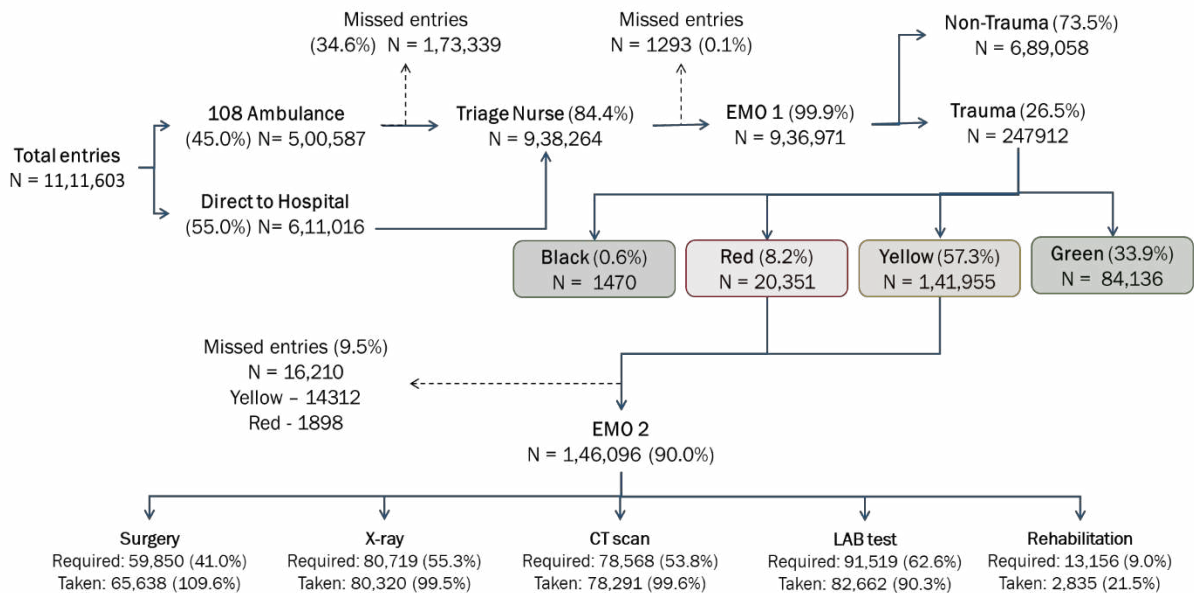 Missed entries
(34.6%) N = 1,73,339
Missed entries
N = 1293 (0.1%)
Non-Trauma (73.5%)
N = 6,89,058
108 Ambulance
(45.0%) N= 5,00,587
Triage Nurse (84.4%)
N = 9,38,264
EMO 1 (99.9%)
N = 9,36,971
Trauma (26.5%)
N = 247912
Total entries
N = 11,11,603
Direct to Hospital
(55.0%) N= 6,11,016
Black (0.6%)
N = 1470
Red (8.2%)
N = 20,351
Yellow (57.3%)
N = 1,41,955
Green (33.9%)
N = 84,136
Missed entries (9.5%)
N = 16,210
Yellow – 14312
Red - 1898
EMO 2
N = 1,46,096 (90.0%)
Surgery
Required: 59,850 (41.0%)
Taken: 65,638 (109.6%)
X-ray
Required: 80,719 (55.3%)
Taken: 80,320 (99.5%)
CT scan
Required: 78,568 (53.8%)
Taken: 78,291 (99.6%)
LAB test
Required: 91,519 (62.6%)
Taken: 82,662 (90.3%)
Rehabilitation
Required: 13,156 (9.0%)
Taken: 2,835 (21.5%)